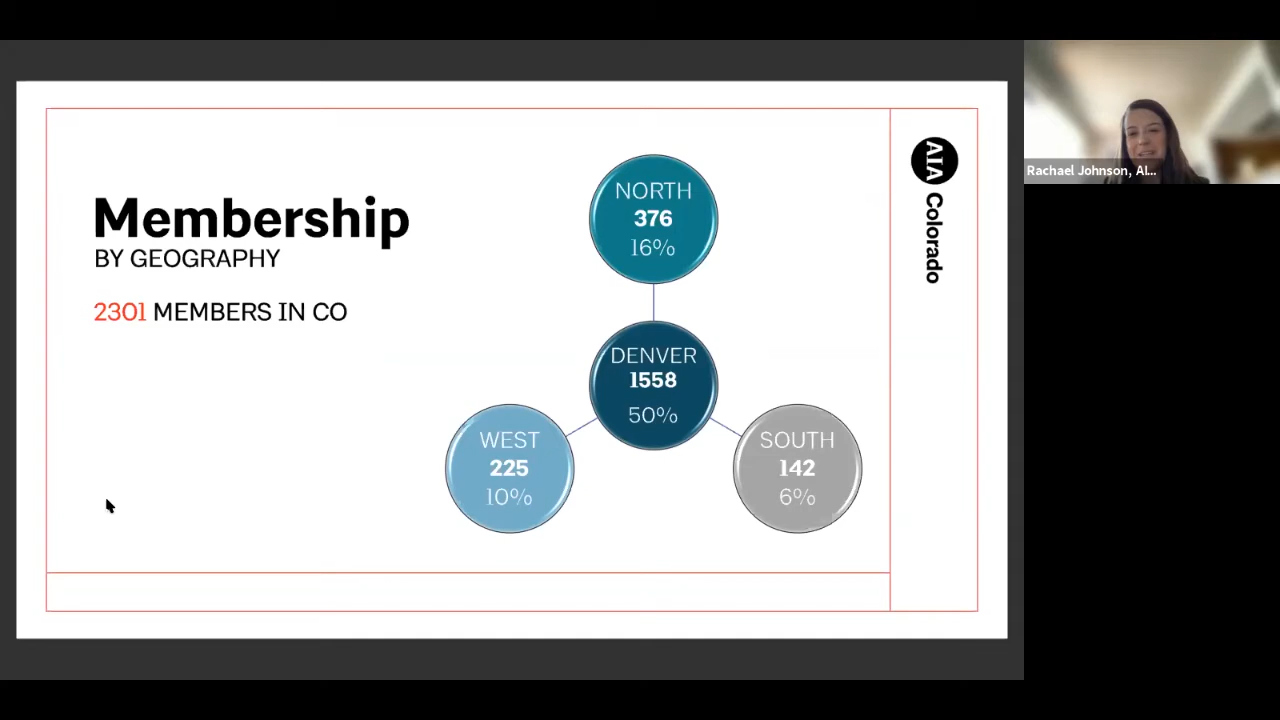 Membership
BY GEOGRAPHY
2301 MEMBERS IN CO
NORTH
376
16%
DENVER
1558
50%
WEST
225
10%
SOUTH
142
6%
AIA Colorado
Rachael Johnson, AI...